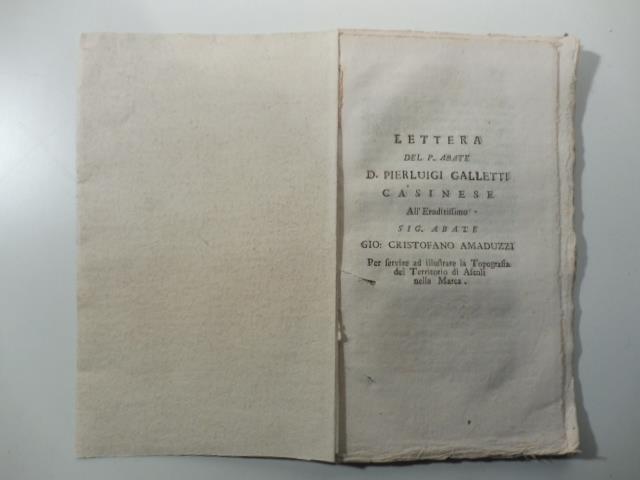 LETTERA
DEL P. ABATE
D. PIERLUIGI GALLETTI
CASINESE
All' Eruditissimo
SIG. ABATE
GIO: CRISTOFANO AMADUZZI
Per servire ad illustrare la Topografia
del Territorio di Ascoli
nella Marca.